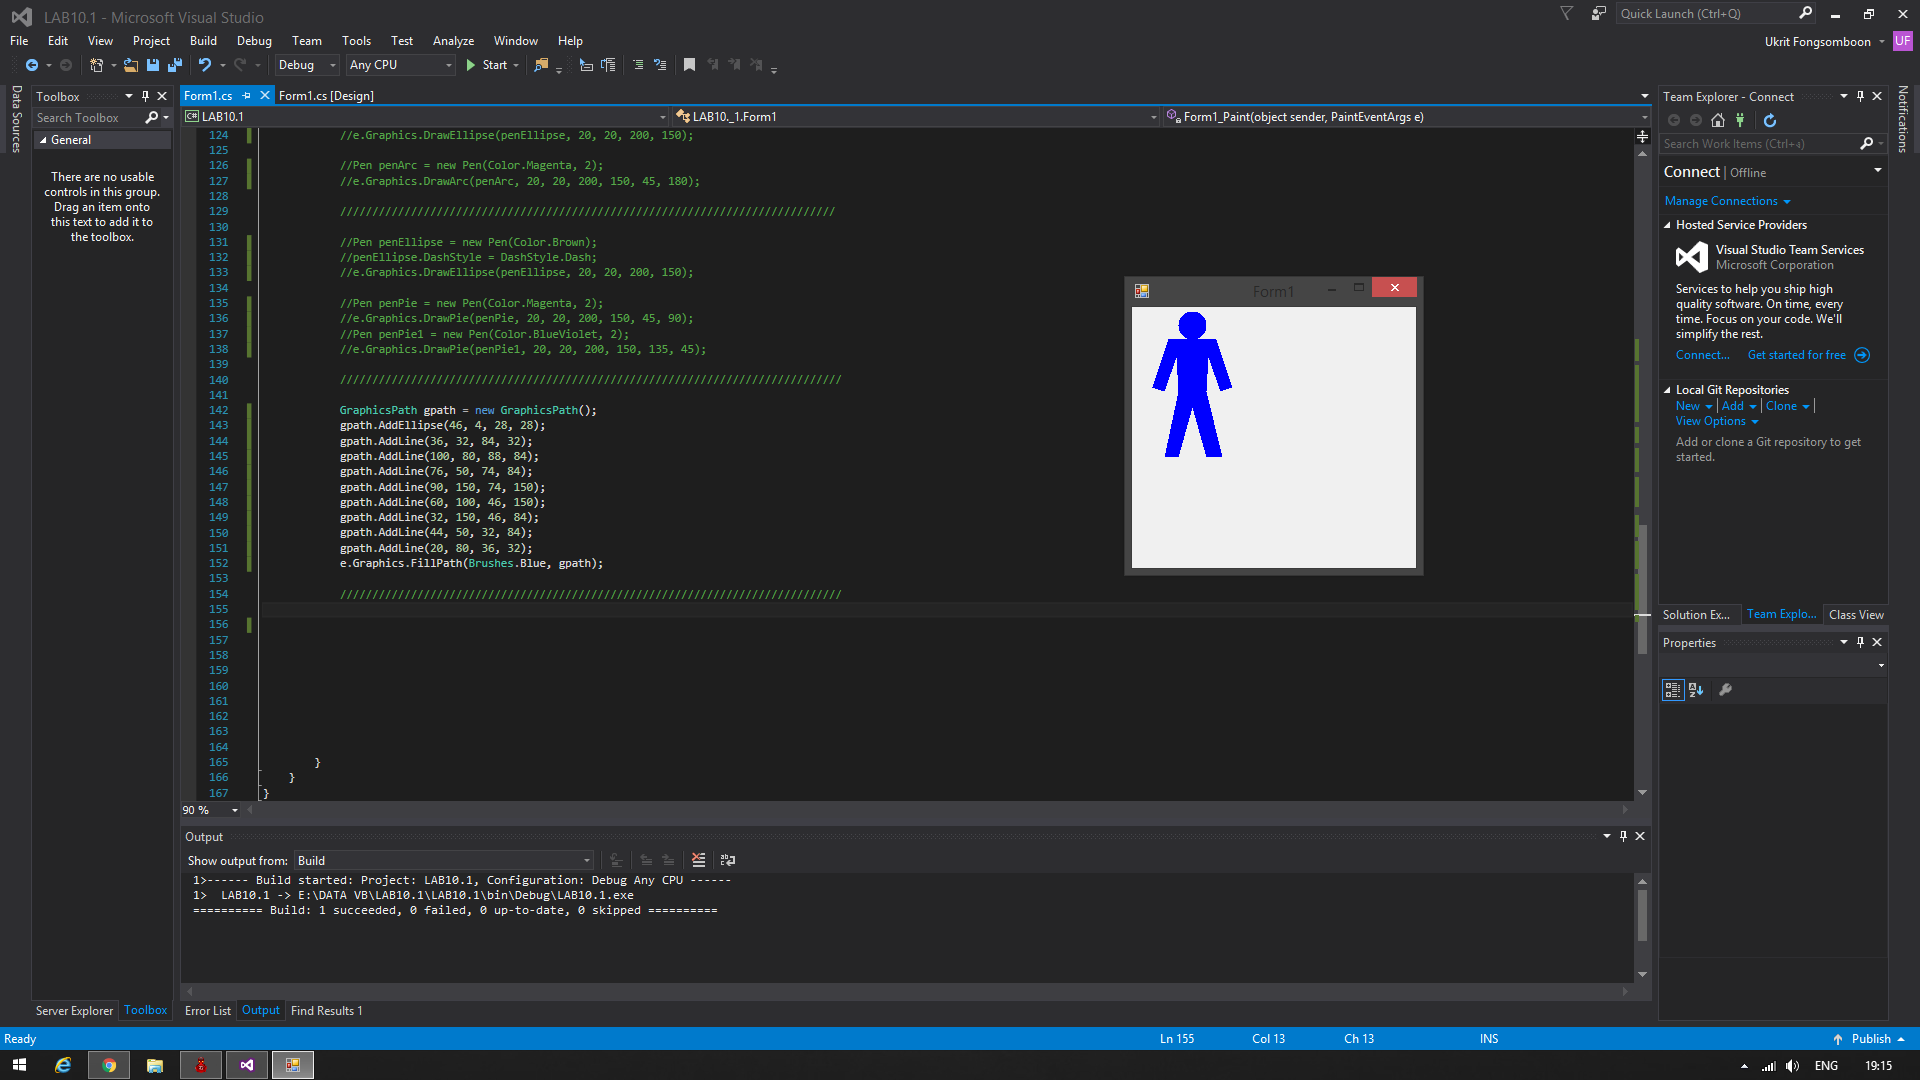 LAB10.1 - Microsoft Visual Studio
Quick Launch (Ctrl+Q)
File Edit View Project Build Debug Team Tools Test Analyze Window Help
Ukrit Fongsomboon UF
Debug Any CPU Start
Data Sources
Toolbox
Search Toolbox
General
There are no usable
controls in this group.
Drag an item onto
this text to add it to
the toolbox.
Form1.cs Form1.cs [Design]
C# LAB10.1 LAB10._1.Form1 Form1_Paint(object sender, PaintEventArgs e)
124 //e.Graphics.DrawEllipse(penEllipse, 20, 20, 200, 150);
125
126 //Pen penArc = new Pen(Color.Magenta, 2);
127 //e.Graphics.DrawArc(penArc, 20, 20, 200, 150, 45, 180);
128
129 /////////////////////////////////////////////////////////////////////////////
130
131 //Pen penEllipse = new Pen(Color.Brown);
132 //penEllipse.DashStyle = DashStyle.Dash;
133 //e.Graphics.DrawEllipse(penEllipse, 20, 20, 200, 150);
134
135 //Pen penPie = new Pen(Color.Magenta, 2);
136 //e.Graphics.DrawPie(penPie, 20, 20, 200, 150, 45, 90);
137 //Pen penPie1 = new Pen(Color.BlueViolet, 2);
138 //e.Graphics.DrawPie(penPie1, 20, 20, 200, 150, 135, 45);
139
140 //////////////////////////////////////////////////////////////////////////////
141
142 GraphicsPath gpath = new GraphicsPath();
143 gpath.AddEllipse(46, 4, 28, 28);
144 gpath.AddLine(36, 32, 84, 32);
145 gpath.AddLine(100, 80, 88, 84);
146 gpath.AddLine(76, 50, 74, 84);
147 gpath.AddLine(90, 150, 74, 150);
148 gpath.AddLine(60, 100, 46, 150);
149 gpath.AddLine(32, 150, 46, 84);
150 gpath.AddLine(44, 50, 32, 84);
151 gpath.AddLine(20, 80, 36, 32);
152 e.Graphics.FillPath(Brushes.Blue, gpath);
153
154 //////////////////////////////////////////////////////////////////////////////
155
156
157
158
159
160
161
162
163
164
165 }
166 }
167 }
90 %
Form1
Team Explorer - Connect
Search Work Items (Ctrl+4)
Connect | Offline
Manage Connections
Hosted Service Providers
Visual Studio Team Services
Microsoft Corporation
Services to help you ship high
quality software. On time, every
time. Focus on your code. We'll
simplify the rest.
Connect... Get started for free
Local Git Repositories
New | Add | Clone |
View Options
Add or clone a Git repository to get
started.
Solution Ex... Team Explo... Class View
Properties
Notifications
Output
Show output from: Build
1>------ Build started: Project: LAB10.1, Configuration: Debug Any CPU ------
1> LAB10.1 -> E:\DATA VB\LAB10.1\LAB10.1\bin\Debug\LAB10.1.exe
========== Build: 1 succeeded, 0 failed, 0 up-to-date, 0 skipped ==========
Server Explorer Toolbox Error List Output Find Results 1
Ready Ln 155 Col 13 Ch 13 INS Publish
ENG 19:15